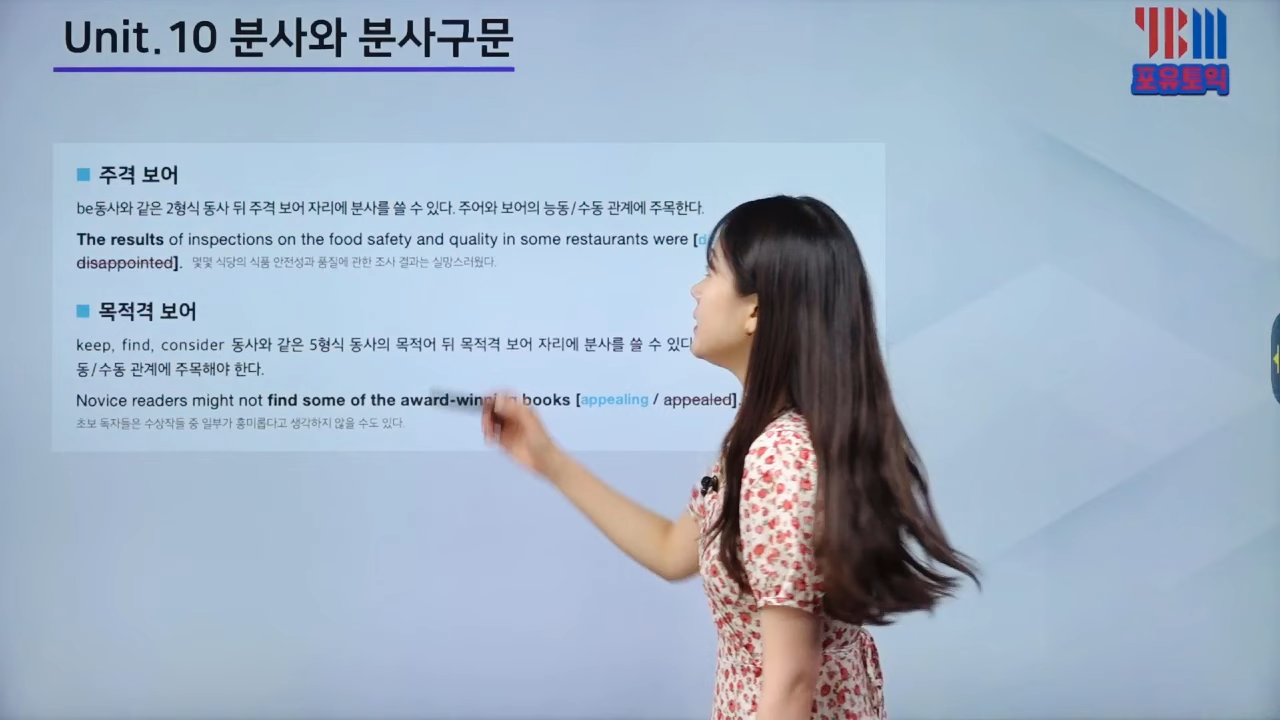 Unit.10 분사와 분사구문
YBM
포유토익
주격 보어
be동사와 같은 2형식 동사 뒤 주격 보어 자리에 분사를 쓸 수 있다. 주어와 보어의 능동/수동 관계에 주목한다.
The results of inspections on the food safety and quality in some restaurants were [
disappointed]. 몇몇 식당의 식품 안전성과 품질에 관한 조사 결과는 실망스러웠다.
목적격 보어
keep, find, consider 동사와 같은 5형식 동사의 목적어 뒤 목적격 보어 자리에 분사를 쓸 수 있다
동/수동 관계에 주목해야 한다.
Novice readers might not find some of the award-winning books [appealing / appealed].
초보 독자들은 수상작들 중 일부가 흥미롭다고 생각하지 않을 수도 있다.